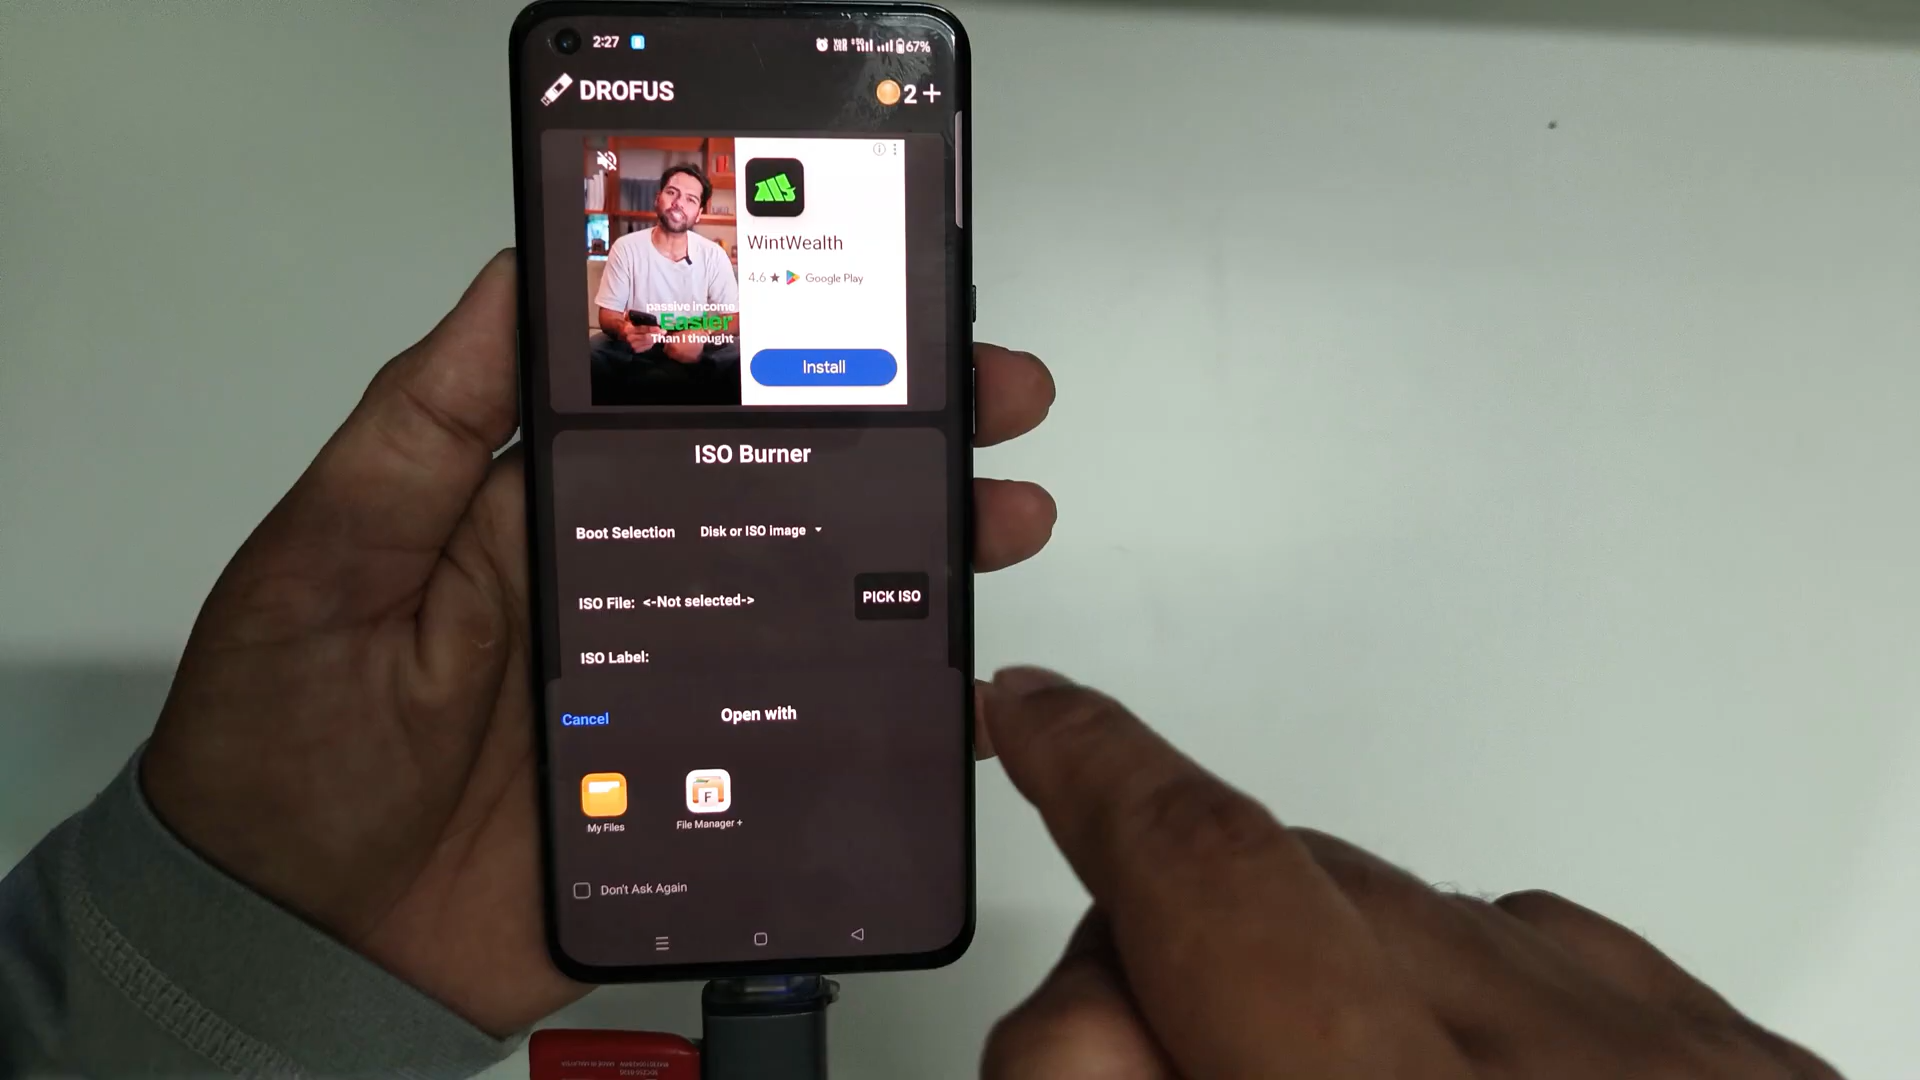 2:27
67%
DROFUS
2 +
WintWealth
4.6 ★ Google Play
passive income
Easier
Than I thought
Install
ISO Burner
Boot Selection Disk or ISO image
ISO File: <-Not selected-> PICK ISO
ISO Label:
Cancel Open with
F
My Files File Manager +
Don't Ask Again